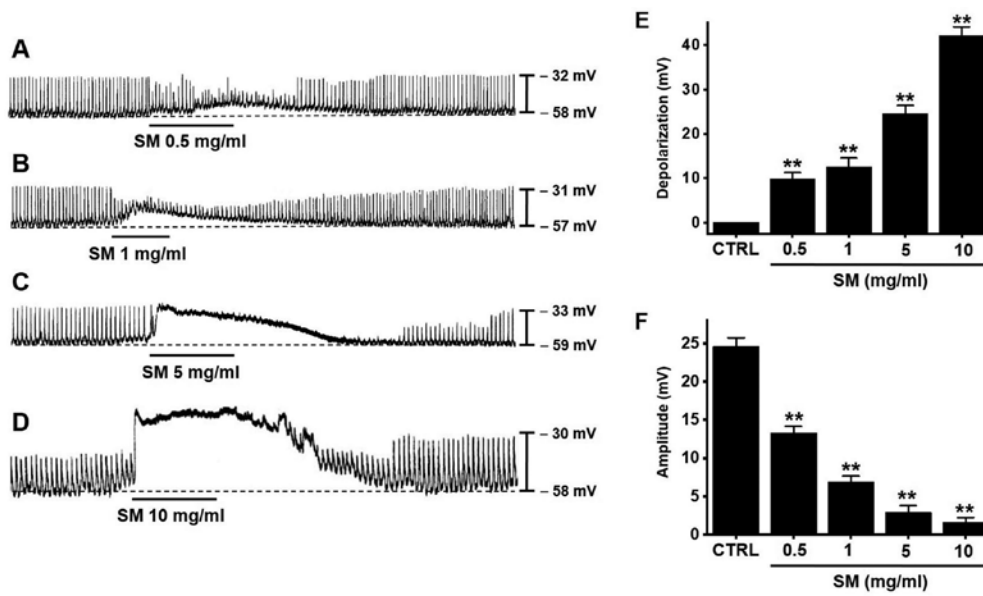 A
– 32 mV
– 58 mV
SM 0.5 mg/ml
B
– 31 mV
– 57 mV
SM 1 mg/ml
C
– 33 mV
– 59 mV
SM 5 mg/ml
D
– 30 mV
– 58 mV
SM 10 mg/ml
E
Depolarization (mV)
40
30
20
10
0
** ** ** **
CTRL 0.5 1 5 10
SM (mg/ml)
F
Amplitude (mV)
25
20
15
10
5
0
** ** ** **
CTRL 0.5 1 5 10
SM (mg/ml)